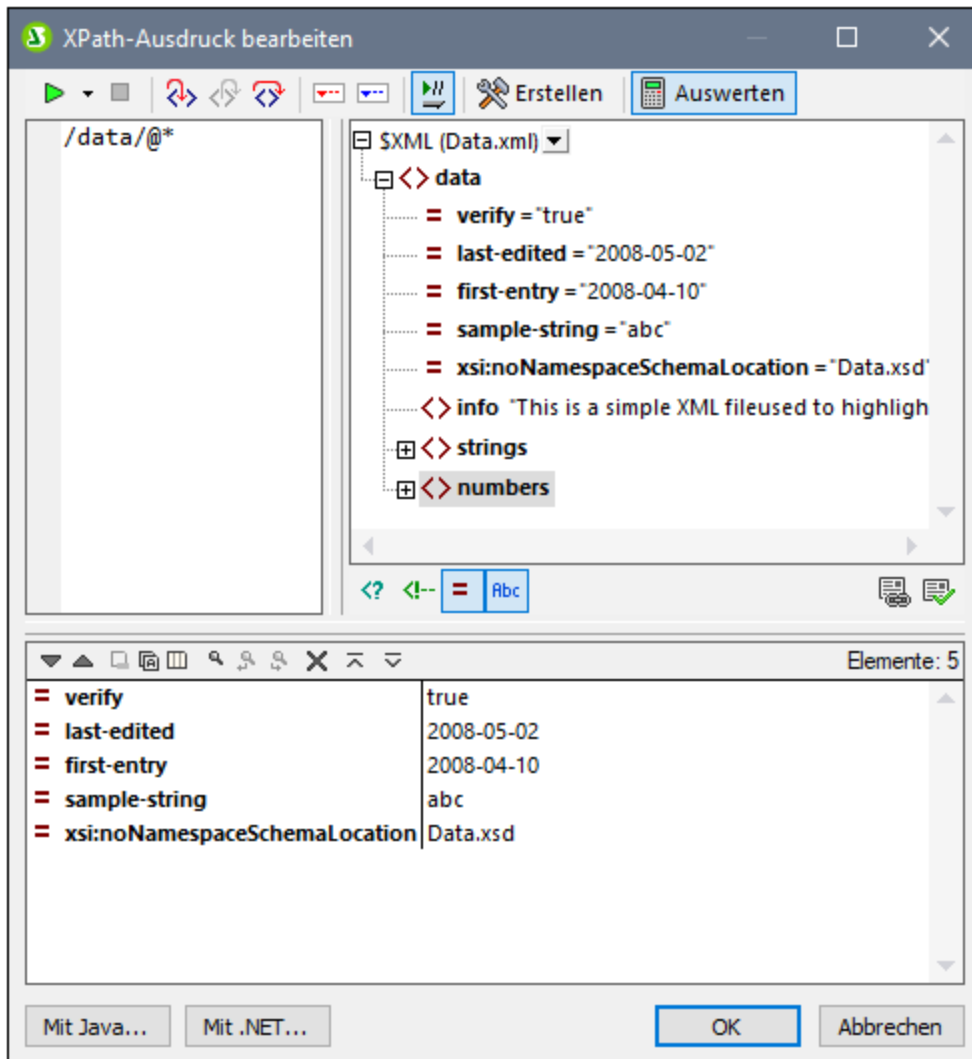 XPath-Ausdruck bearbeiten
Erstellen
Auswerten
/data/@*
$XML (Data.xml)
<> data
= verify ="true"
= last-edited ="2008-05-02"
= first-entry ="2008-04-10"
= sample-string ="abc"
= xsi:noNamespaceSchemaLocation ="Data.xsd"
<> info "This is a simple XML fileused to highligh
<> strings
<> numbers
<? <!-- = Abc
Elemente: 5
= verify true
= last-edited 2008-05-02
= first-entry 2008-04-10
= sample-string abc
= xsi:noNamespaceSchemaLocation Data.xsd
Mit Java... Mit .NET... OK Abbrechen